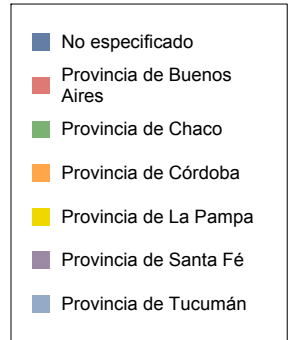 No especificado
Provincia de Buenos
Aires
Provincia de Chaco
Provincia de Córdoba
Provincia de La Pampa
Provincia de Santa Fé
Provincia de Tucumán